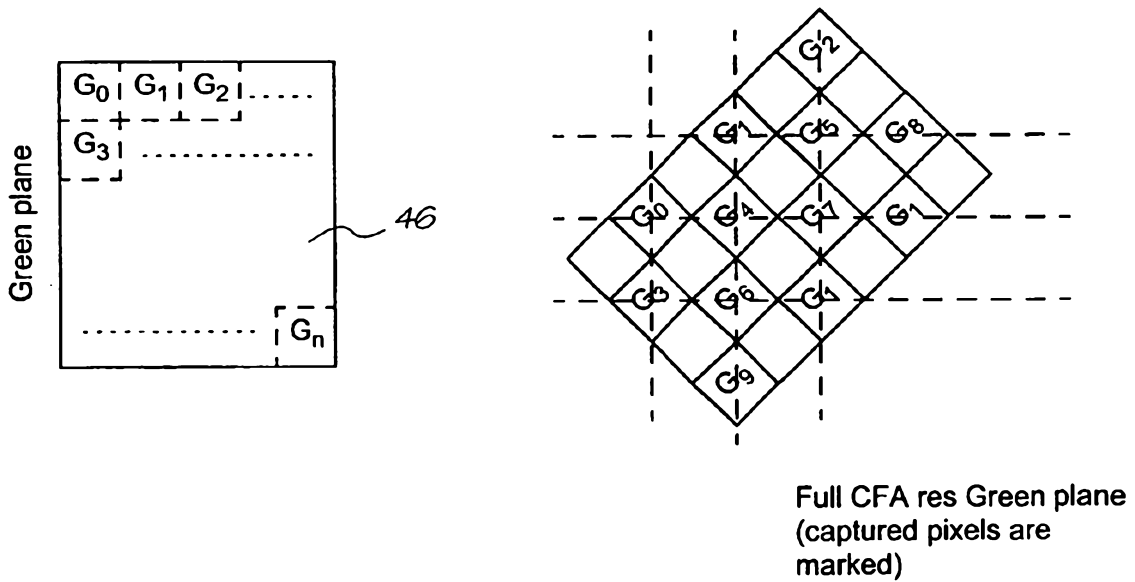 Green plane
G0 G1 G2
G3
46
Gn
G2
G1 G5 G8
G0 G4 G7 G1
G3 G6 G1
G9
Full CFA res Green plane
(captured pixels are
marked)